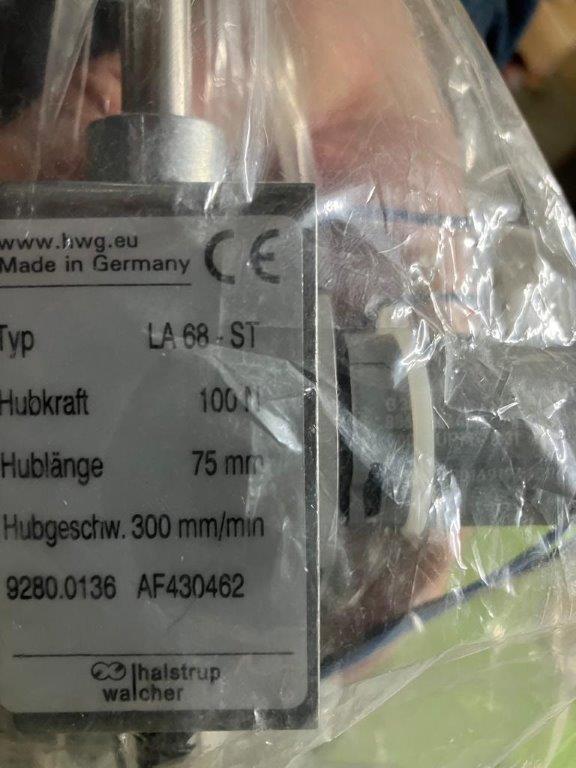 www.hwg.eu
Made in Germany
CE
Typ LA 68 - ST
Hubkraft 100 N
Hublänge 75 mm
Hubgeschw. 300 mm/min
9280.0136 AF430462
halstrup
walcher